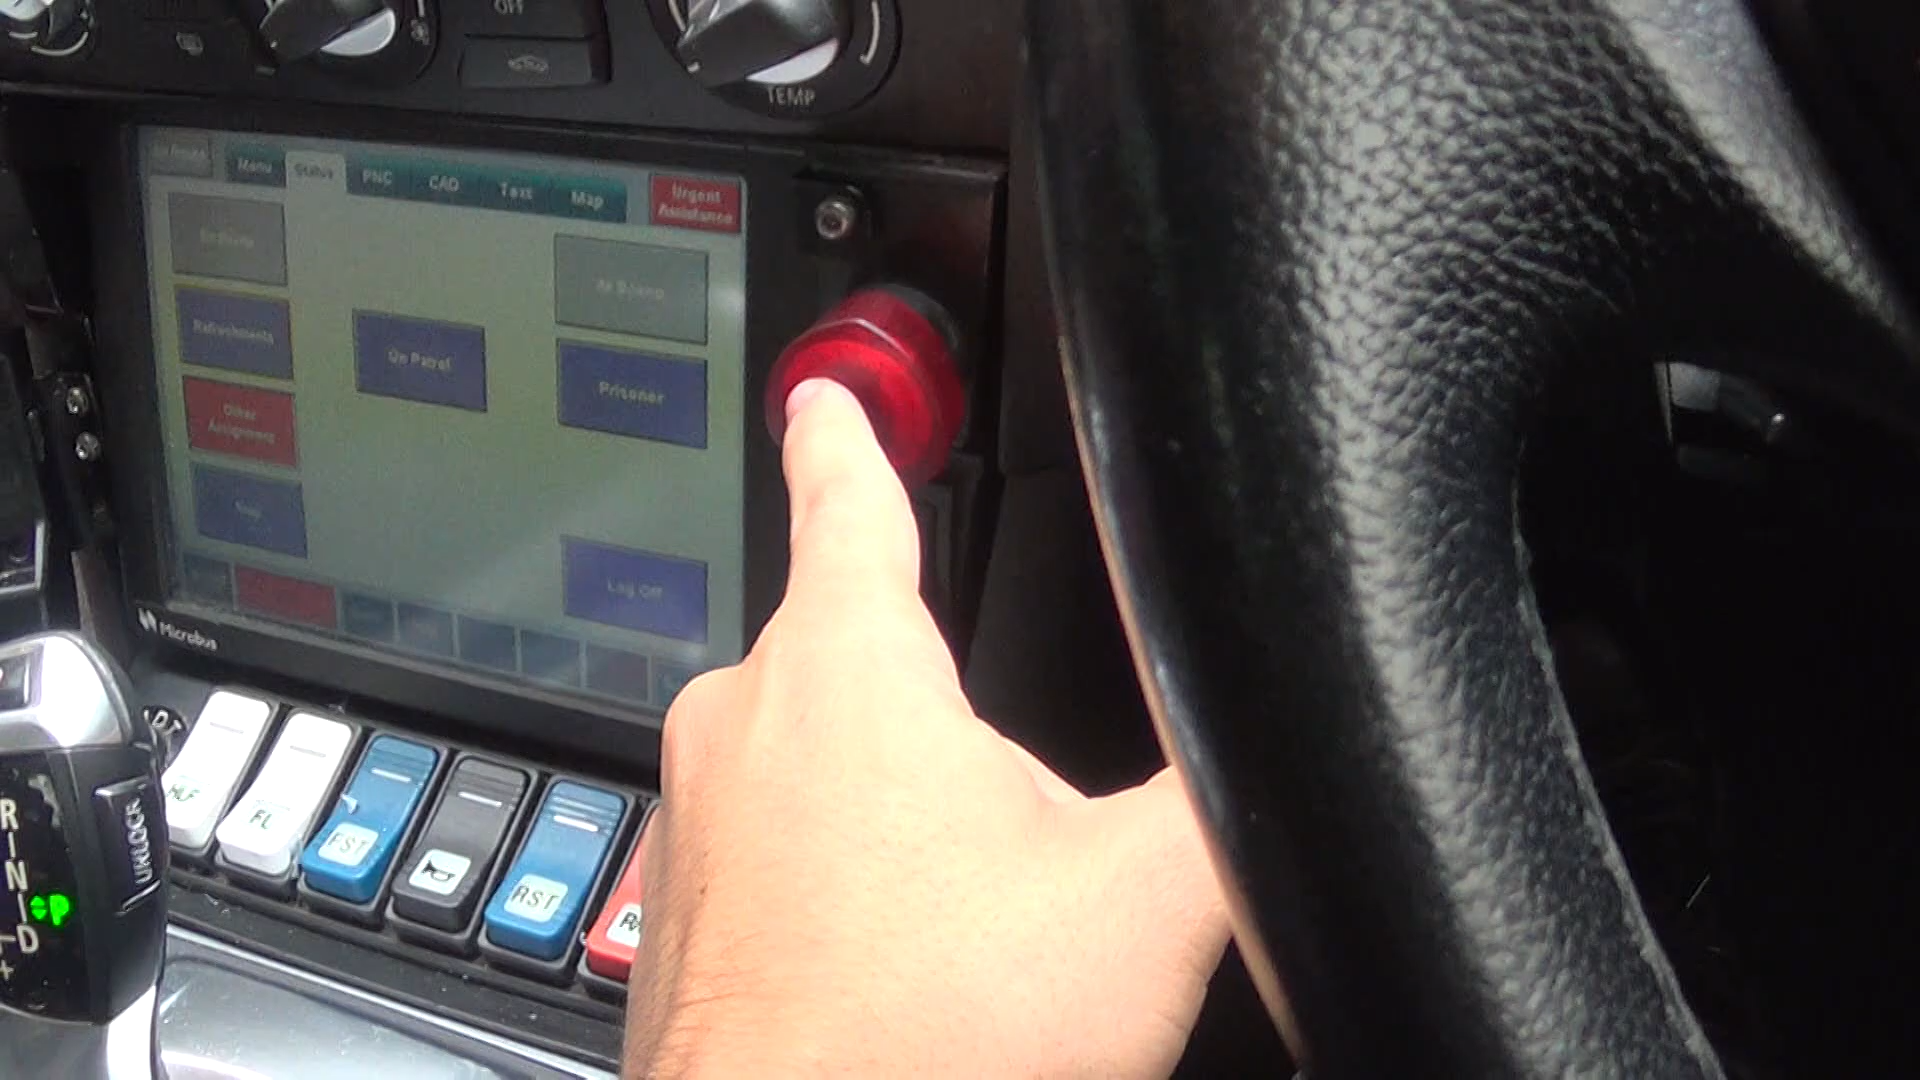 OFF
TEMP
Menu
Status
PNC
CAD
Text
Map
Urgent
Assistance
At Scene
Refreshments
On Patrol
Prisoner
Other
Assignment
Log Off
Microbus
HLF
FL
FST
RST
UNLOCK
R
N
D
+
P